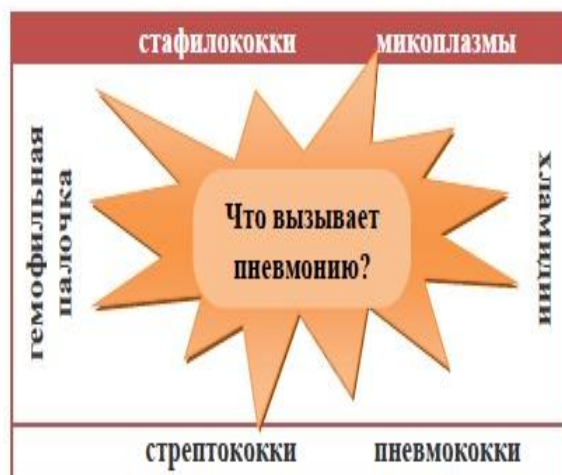 стафилококки микоплазмы
гемофильная
палочка
Что вызывает
пневмонию?
хламидии
стрептококки пневмококки